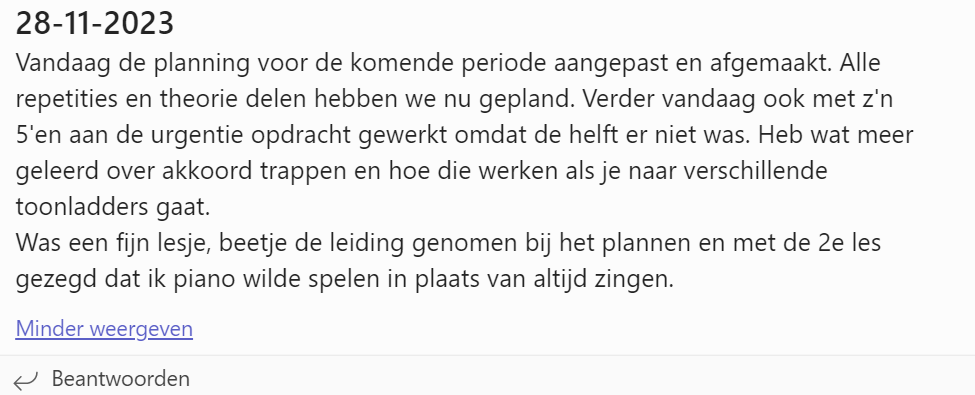 28-11-2023
Vandaag de planning voor de komende periode aangepast en afgemaakt. Alle
repetities en theorie delen hebben we nu gepland. Verder vandaag ook met z'n
5'en aan de urgentie opdracht gewerkt omdat de helft er niet was. Heb wat meer
geleerd over akkoord trappen en hoe die werken als je naar verschillende
toonladders gaat.
Was een fijn lesje, beetje de leiding genomen bij het plannen en met de 2e les
gezegd dat ik piano wilde spelen in plaats van altijd zingen.
Minder weergeven
Beantwoorden